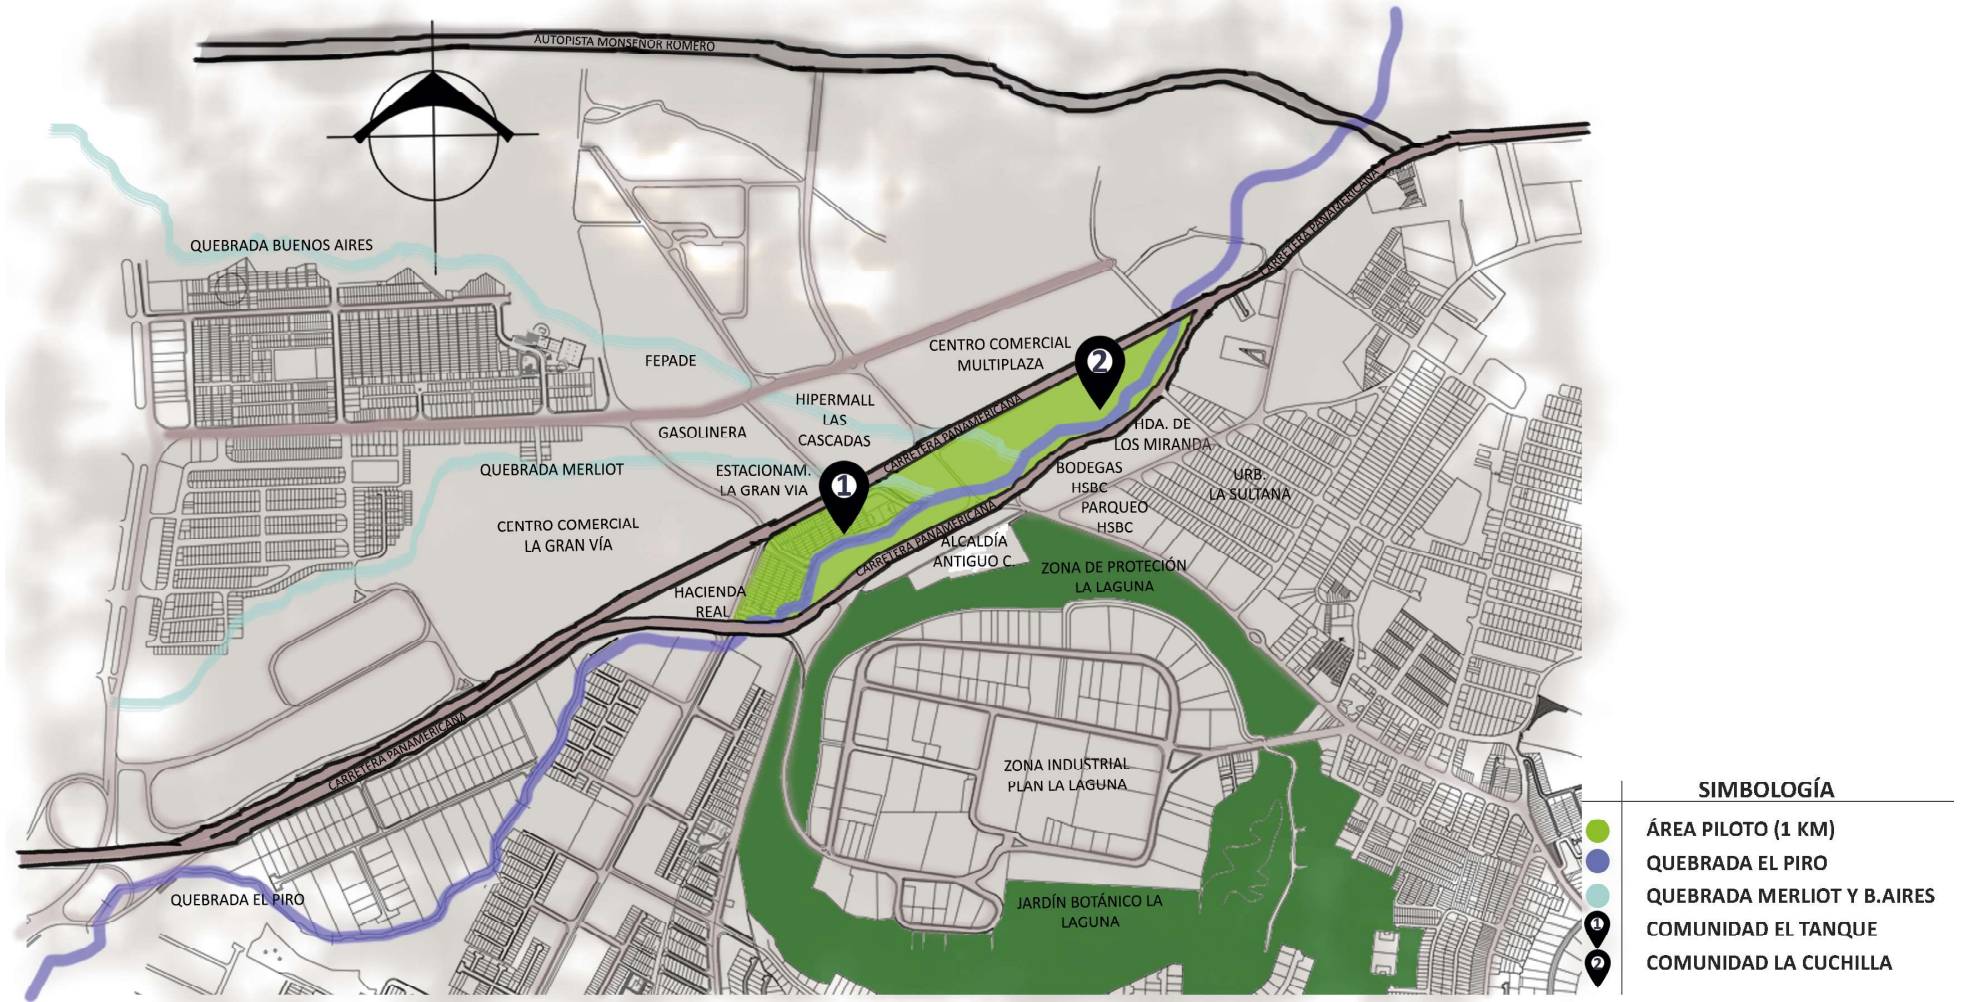 AUTOPISTA MONSEÑOR ROMERO
CARRETERA PANAMERICANA
QUEBRADA BUENOS AIRES
FEPADE
CENTRO COMERCIAL
MULTIPLAZA
2
HIPERMALL
LAS
CASCADAS
CARRETERA PANAMERICANA
GASOLINERA
HDA. DE
LOS MIRANDA
QUEBRADA MERLIOT
ESTACIONAM.
LA GRAN VIA
1
BODEGAS
HSBC
PARQUEO
HSBC
URB.
LA SULTANA
CENTRO COMERCIAL
LA GRAN VÍA
CARRETERA PANAMERICANA
ALCALDÍA
ANTIGUO C.
ZONA DE PROTECIÓN
LA LAGUNA
HACIENDA
REAL
CARRETERA PANAMERICANA
ZONA INDUSTRIAL
PLAN LA LAGUNA
QUEBRADA EL PIRO
JARDÍN BOTÁNICO LA
LAGUNA
SIMBOLOGÍA
ÁREA PILOTO (1 KM)
QUEBRADA EL PIRO
QUEBRADA MERLIOT Y B.AIRES
1 COMUNIDAD EL TANQUE
2 COMUNIDAD LA CUCHILLA